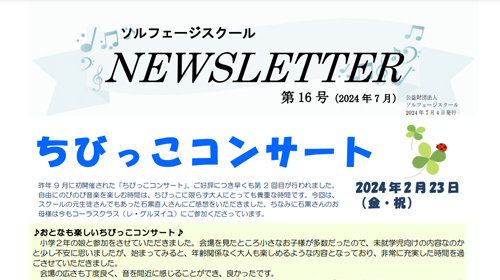 ソルフェージスクール
NEWSLETTER
第 16 号（2024 年 7 月）
公益財団法人
ソルフェージスクール
2024 年 7 月 4 日発行
ちびっこコンサート
昨年 9 月に初開催された「ちびっこコンサート」。ご好評につき早くも第 2 回目が行われました。
自由にのびのび音楽を楽しむ時間は、ちびっこに限らず大人にとっても貴重な時間です。今回は、
スクールの元生徒さんでもあった石黒直人さんにご感想をいただきました。ちなみに石黒さんのお
母様は今もコーラスクラス（レ・グルヌイユ）にご参加くださっています。
2024 年 2 月 23 日
（金・祝）
♪おとなも楽しいちびっこコンサート♪
小学２年の娘と参加をさせていただきました。会場を見たところ小さなお子様が多数だったので、未就学児向けの内容なのか
と少し不安に思いましたが、始まってみると、年齢関係なく大人も楽しめるような内容となっており、非常に充実した時間を過
ごさせていただきました。
会場の広さも丁度良く、音を間近に感じることができ、良かったです。